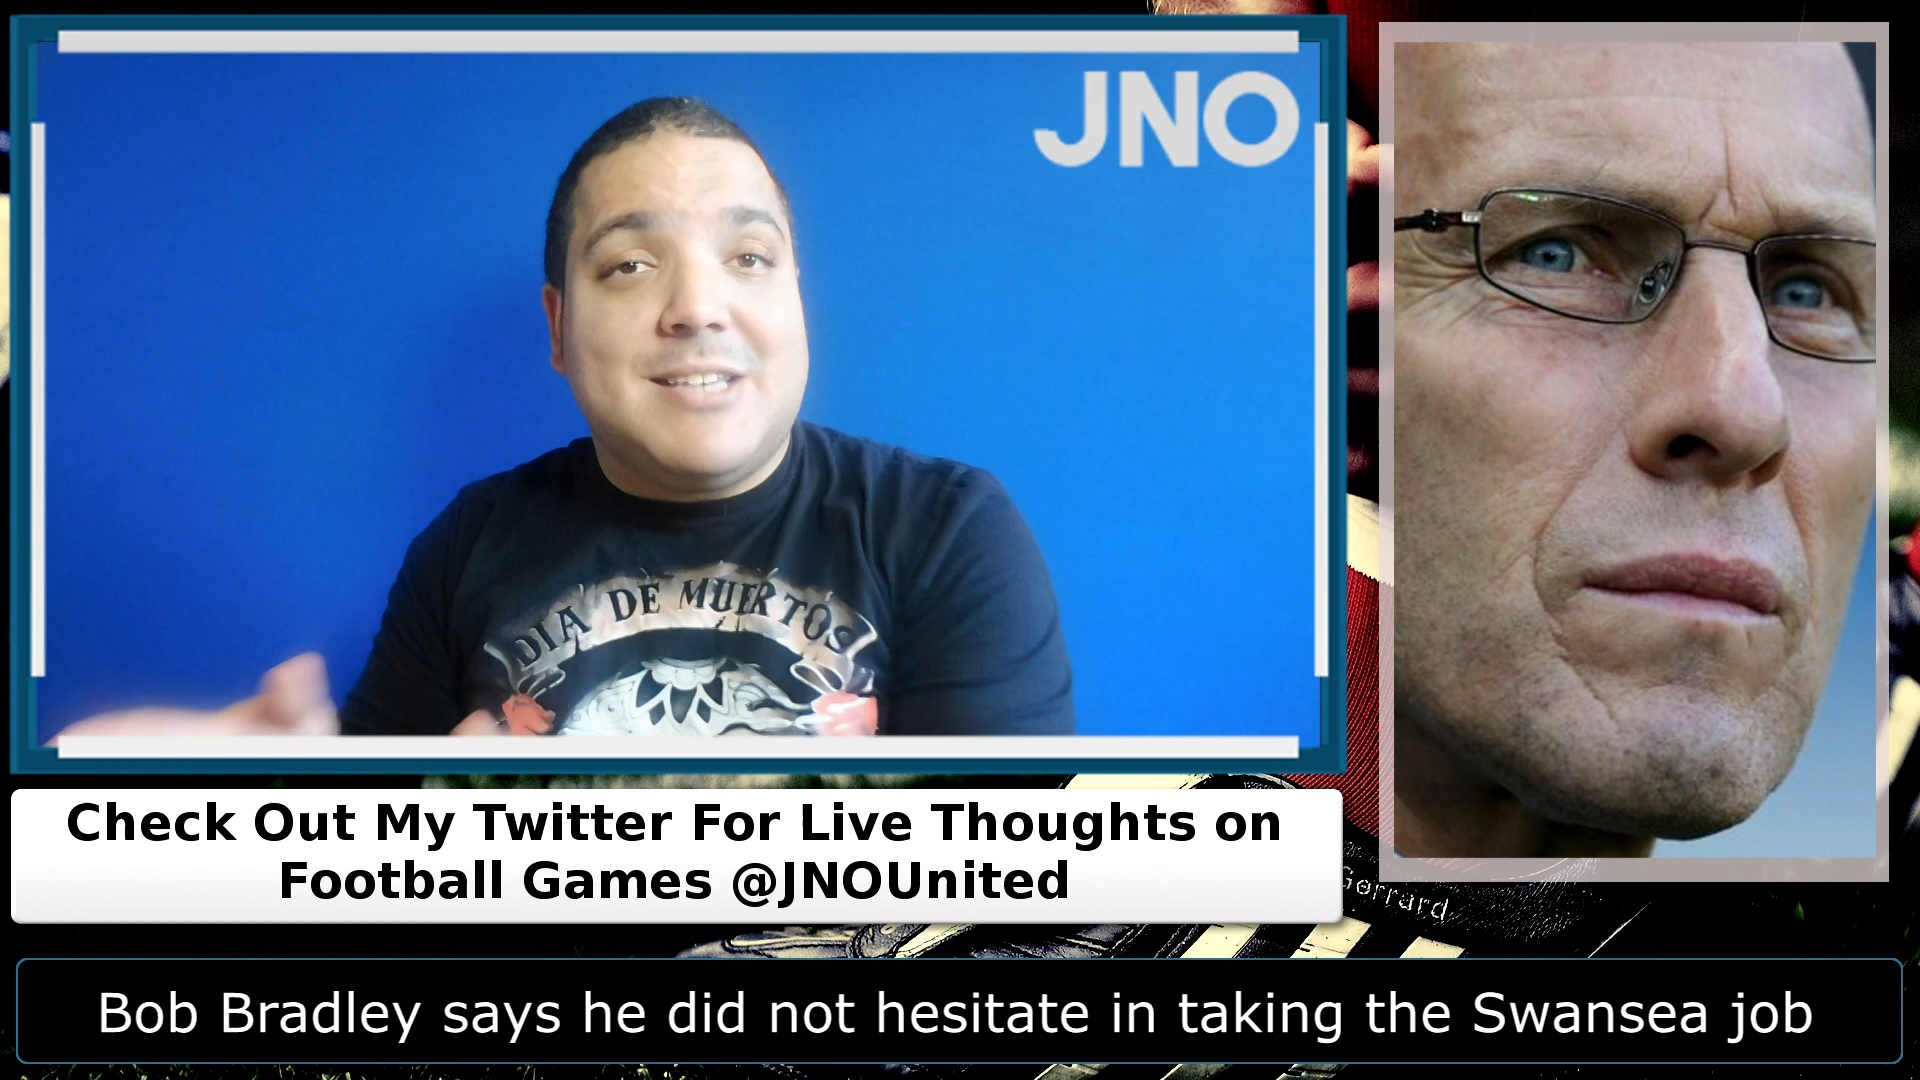 JNO
DIA DE MUERTOS
Check Out My Twitter For Live Thoughts on
Football Games @JNOUnited
Gerrard
Bob Bradley says he did not hesitate in taking the Swansea job